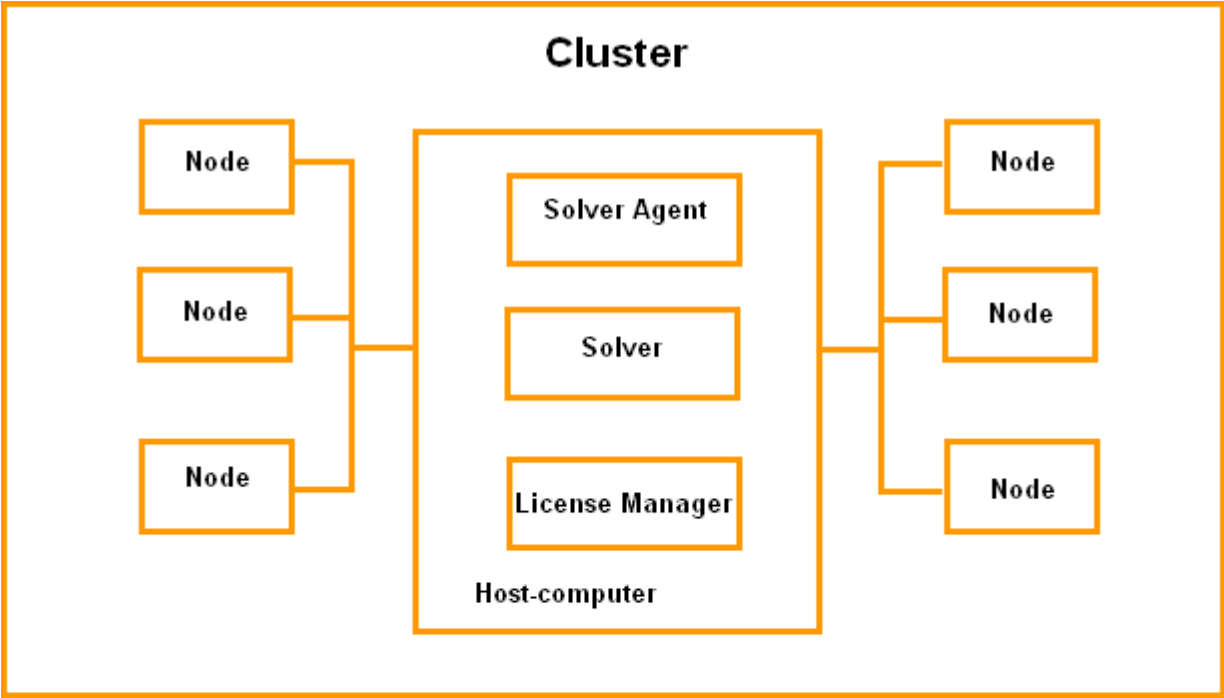 Cluster
Node
Node
Node
Solver Agent
Solver
License Manager
Host-computer
Node
Node
Node